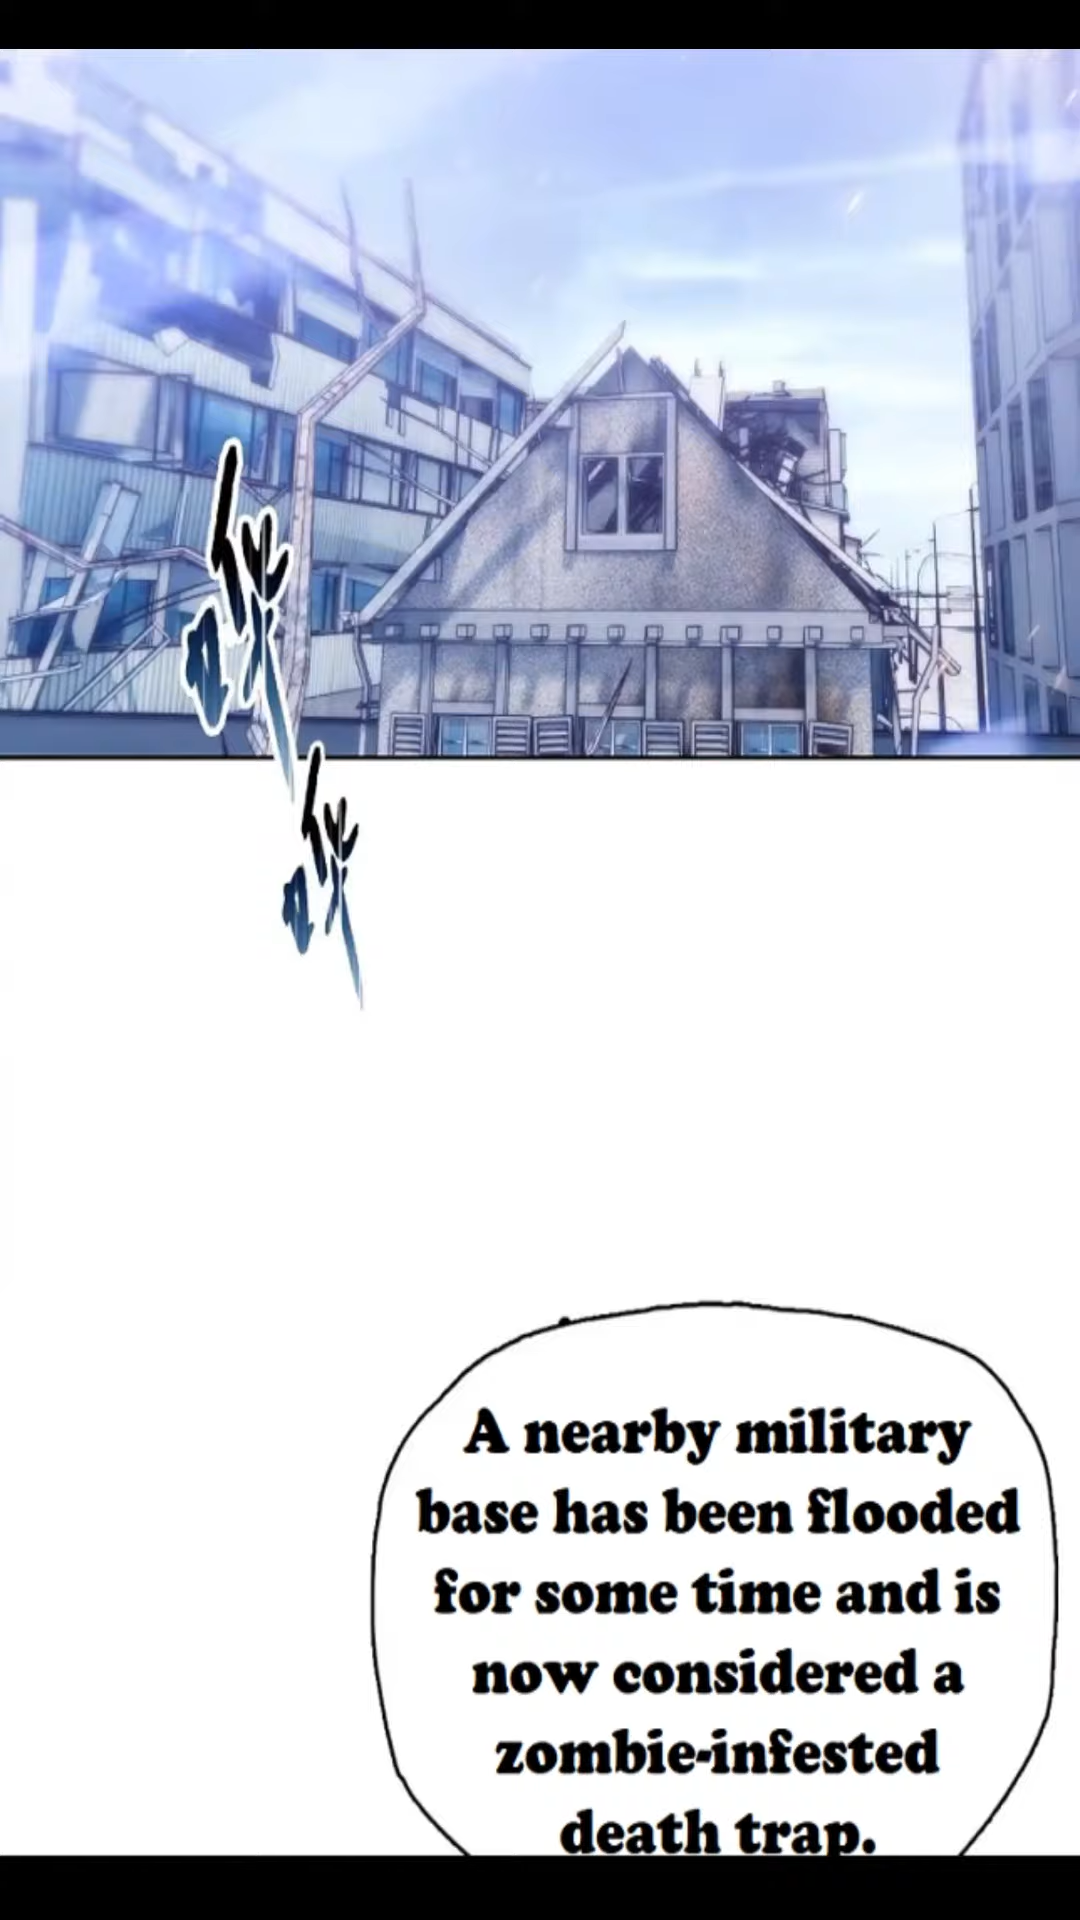 A nearby military
base has been flooded
for some time and is
now considered a
zombie-infested
death trap.